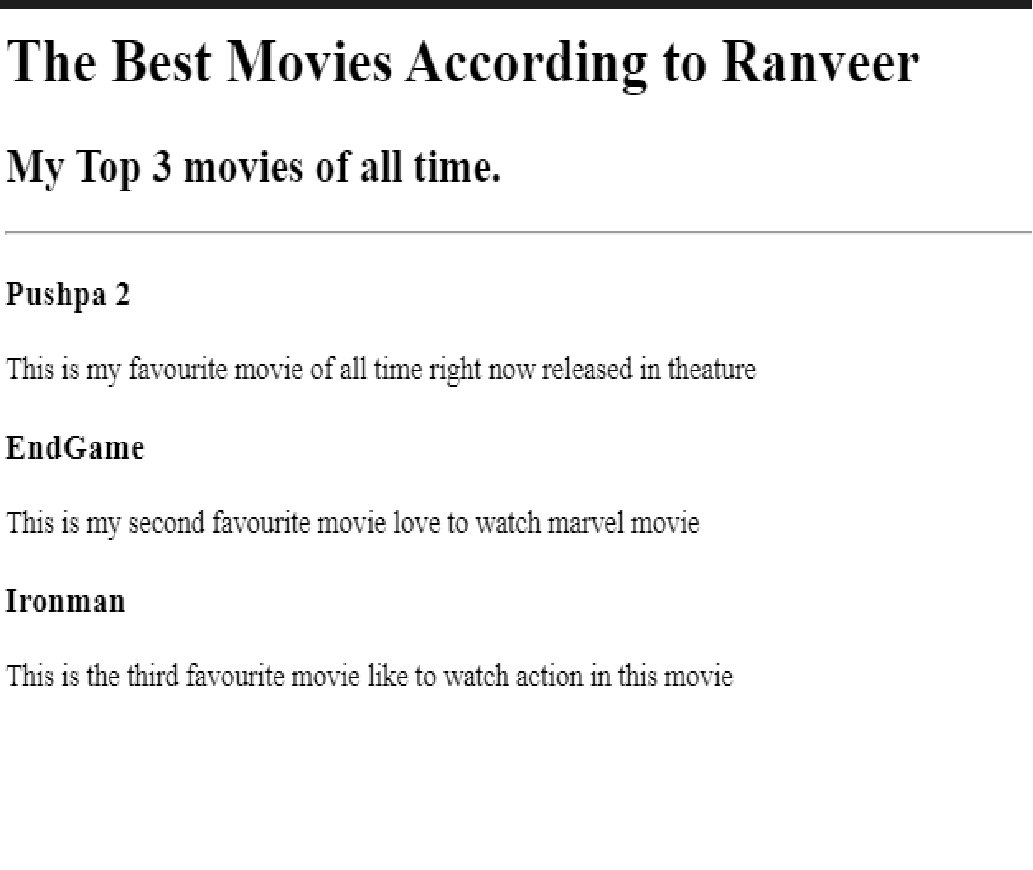 The Best Movies According to Ranveer
My Top 3 movies of all time.
Pushpa 2
This is my favourite movie of all time right now released in theature
EndGame
This is my second favourite movie love to watch marvel movie
Ironman
This is the third favourite movie like to watch action in this movie